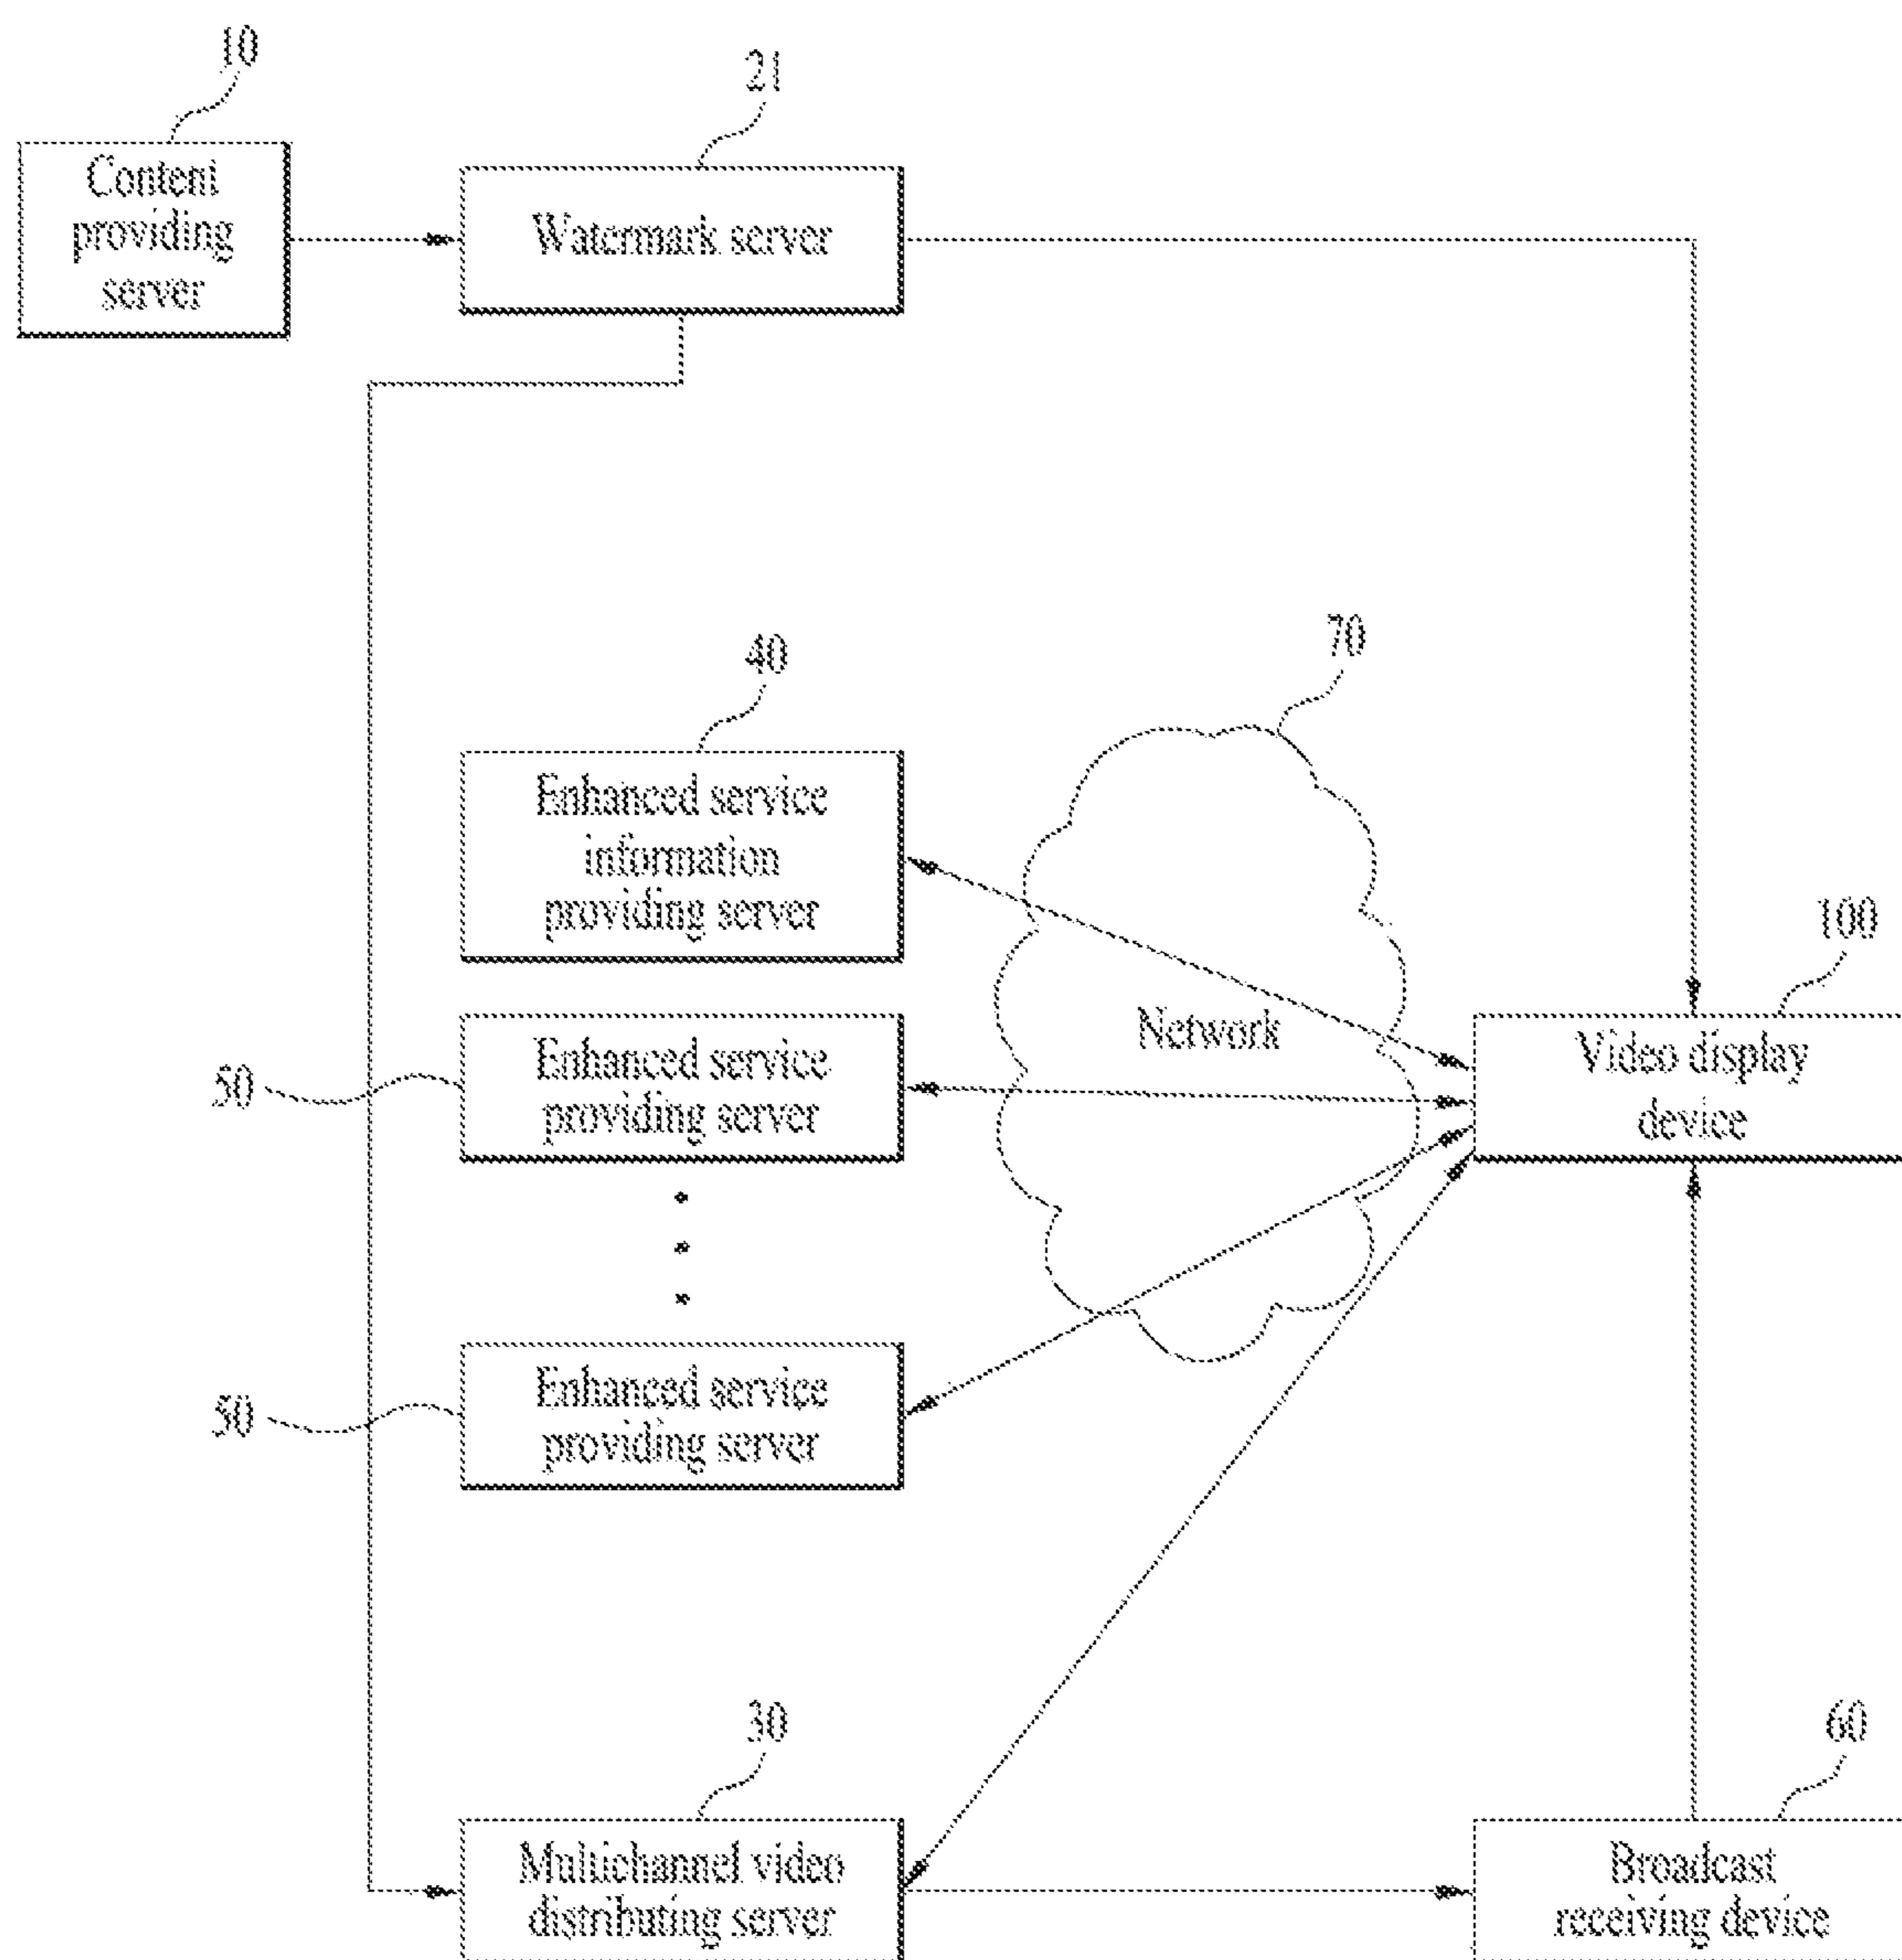 10
21
Content
providing
server
Watermark server
40
70
Enhanced service
information
providing server
100
Network
Video display
device
50
Enhanced service
providing server
50
Enhanced service
providing server
30
60
Multichannel video
distributing server
Broadcast
receiving device